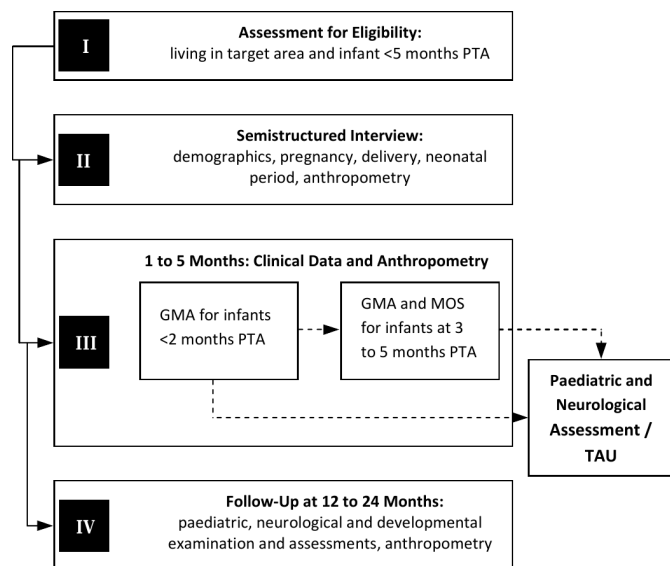 I
Assessment for Eligibility:
living in target area and infant <5 months PTA
II
Semistructured Interview:
demographics, pregnancy, delivery, neonatal
period, anthropometry
III
1 to 5 Months: Clinical Data and Anthropometry
GMA for infants
<2 months PTA
GMA and MOS
for infants at 3
to 5 months PTA
Paediatric and
Neurological
Assessment /
TAU
IV
Follow-Up at 12 to 24 Months:
paediatric, neurological and developmental
examination and assessments, anthropometry